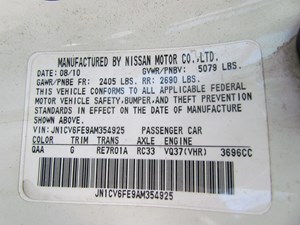 MANUFACTURED BY NISSAN MOTOR CO.,LTD.
DATE: 08/10 GVWR/PNBV: 5079 LBS.
GAWR/PNBE FR: 2405 LBS. RR: 2690 LBS.
THIS VEHICLE CONFORMS TO ALL APPLICABLE FEDERAL
MOTOR VEHICLE SAFETY, BUMPER, AND THEFT PREVENTION
STANDARDS IN EFFECT ON THE DATE OF MANUFACTURE
SHOWN ABOVE.
VIN: JN1CV6FE9AM354925 PASSENGER CAR
COLOR TRIM TRANS AXLE ENGINE
QAA G RE7R01A RC33 VQ37(VHR) 3696CC
JN1CV6FE9AM354925